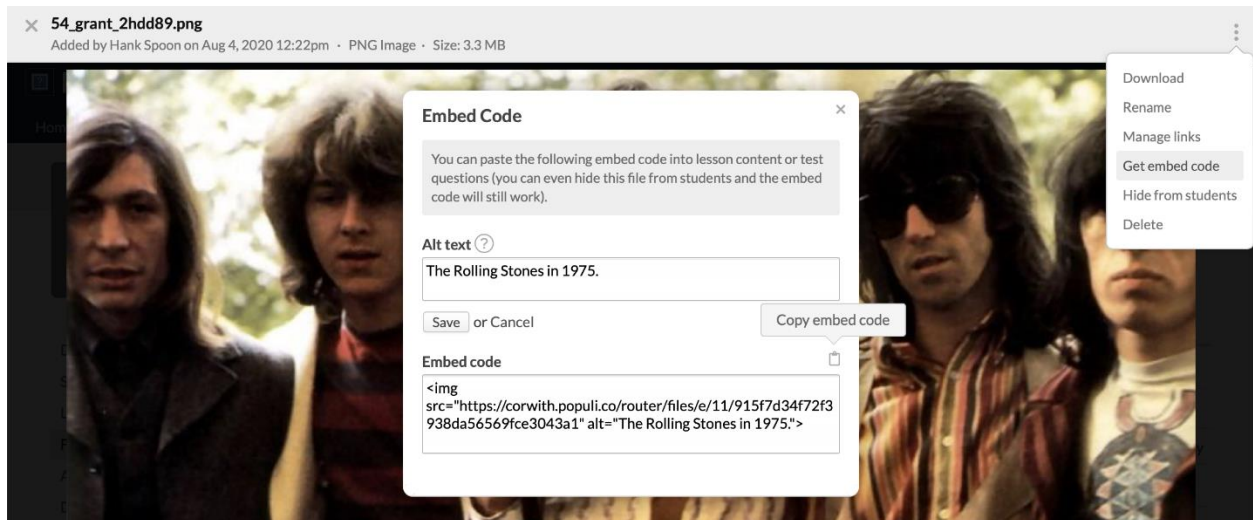 54_grant_2hdd89.png
Added by Hank Spoon on Aug 4, 2020 12:22pm · PNG Image · Size: 3.3 MB
Download
Rename
Manage links
Get embed code
Hide from students
Delete
Embed Code
You can paste the following embed code into lesson content or test
questions (you can even hide this file from students and the embed
code will still work).
Alt text ?
The Rolling Stones in 1975.
Save or Cancel
Copy embed code
Embed code
<img
src="https://corwith.populi.co/router/files/e/11/915f7d34f72f3
938da56569fce3043a1" alt="The Rolling Stones in 1975.">